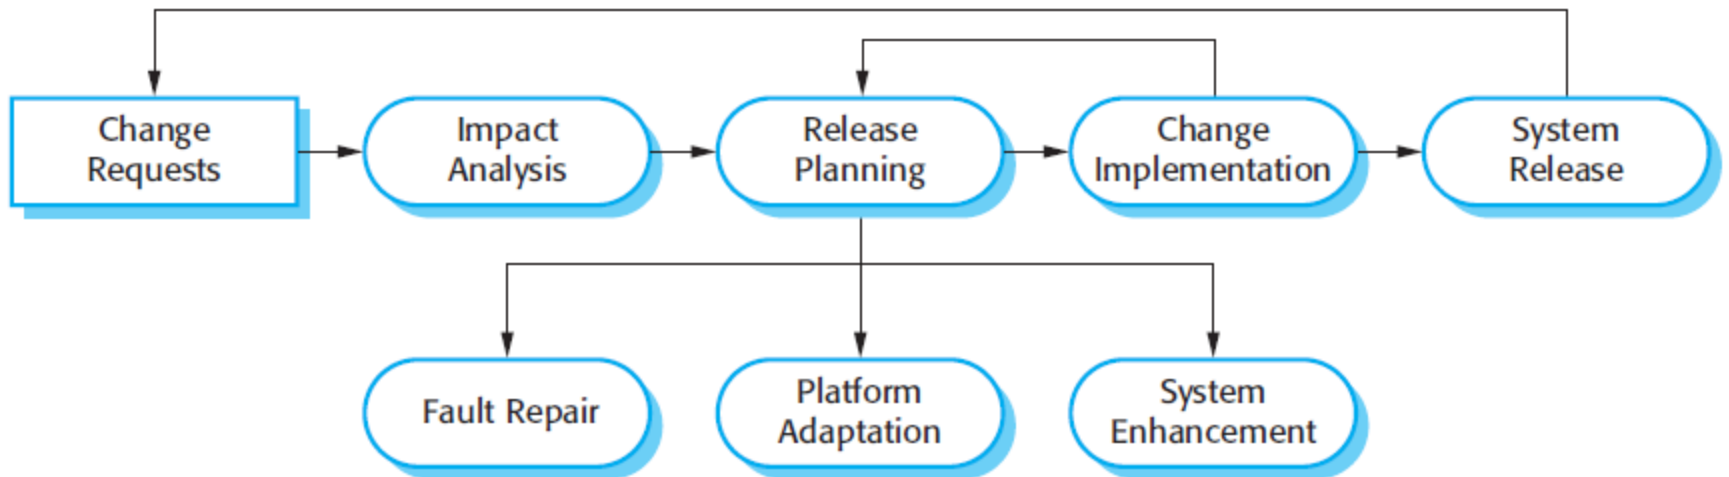 Change
Requests
Impact
Analysis
Release
Planning
Change
Implementation
System
Release
Fault Repair
Platform
Adaptation
System
Enhancement